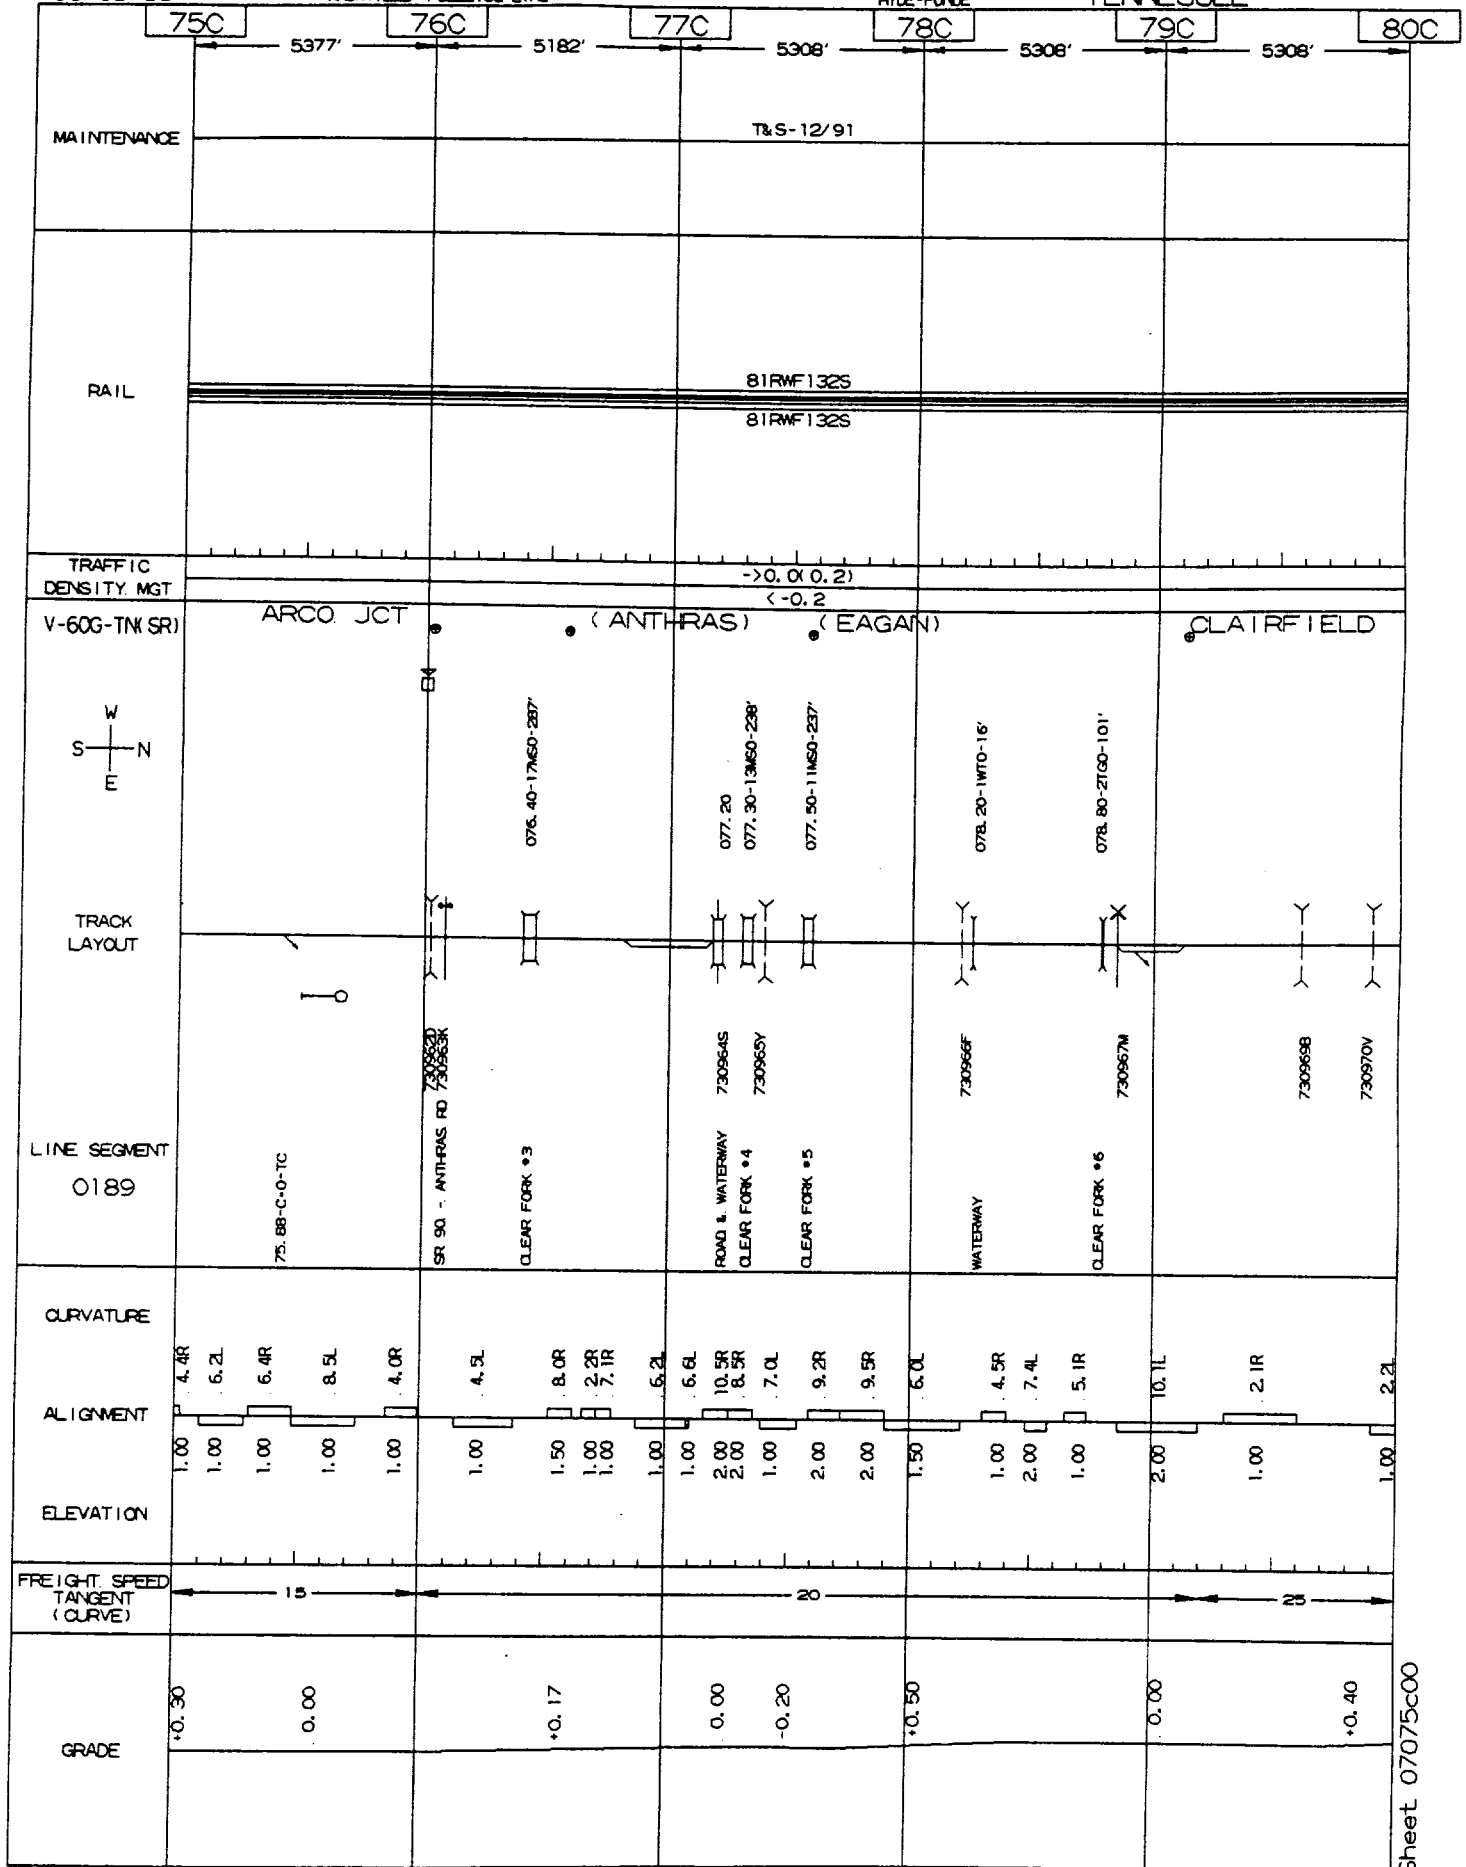 TENNESSEE
75C 76C 77C 78C 79C 80C
5377' 5182' 5308' 5308' 5308'
MAINTENANCE
T&S-12/91
RAIL
81RWF132S
81RWF132S
TRAFFIC
DENSITY. MGT
->0.0(0.2)
<-0.2
V-60G-TN(SR)
ARCO. JCT (ANTHRAS) (EAGAN) CLAIRFIELD
W
S N
E
076.40-17MSO-287'
077.20
077.30-13MSO-238'
077.50-11MSO-237'
078.20-1WTO-16'
078.80-2TGO-101'
TRACK
LAYOUT
730962D
730963K
730964S
730965Y
730966F
730967M
730969B
730970V
LINE SEGMENT
0189
75.88-C-0-TC
SR 90. - ANTHRAS RD
CLEAR FORK #3
ROAD & WATERWAY
CLEAR FORK #4
CLEAR FORK #5
WATERWAY
CLEAR FORK #6
CURVATURE
4.4R 6.2L 6.4R 8.5L 4.0R 4.5L 8.0R 2.2R 7.1R 6.2L 6.6L 10.5R 8.5R 7.0L 9.2R 9.5R 6.0L 4.5R 7.4L 5.1R 10.1L 2.1R 2.2L
ALIGNMENT
1.00 1.00 1.00 1.00 1.00 1.00 1.50 1.00 1.00 1.00 1.00 2.00 2.00 1.00 2.00 2.00 1.50 1.00 2.00 1.00 2.00 1.00 1.00
ELEVATION
FREIGHT. SPEED
TANGENT
(CURVE)
15 20 25
GRADE
+0.30 0.00 +0.17 0.00 -0.20 +0.50 0.00 +0.40
Sheet 07075c00